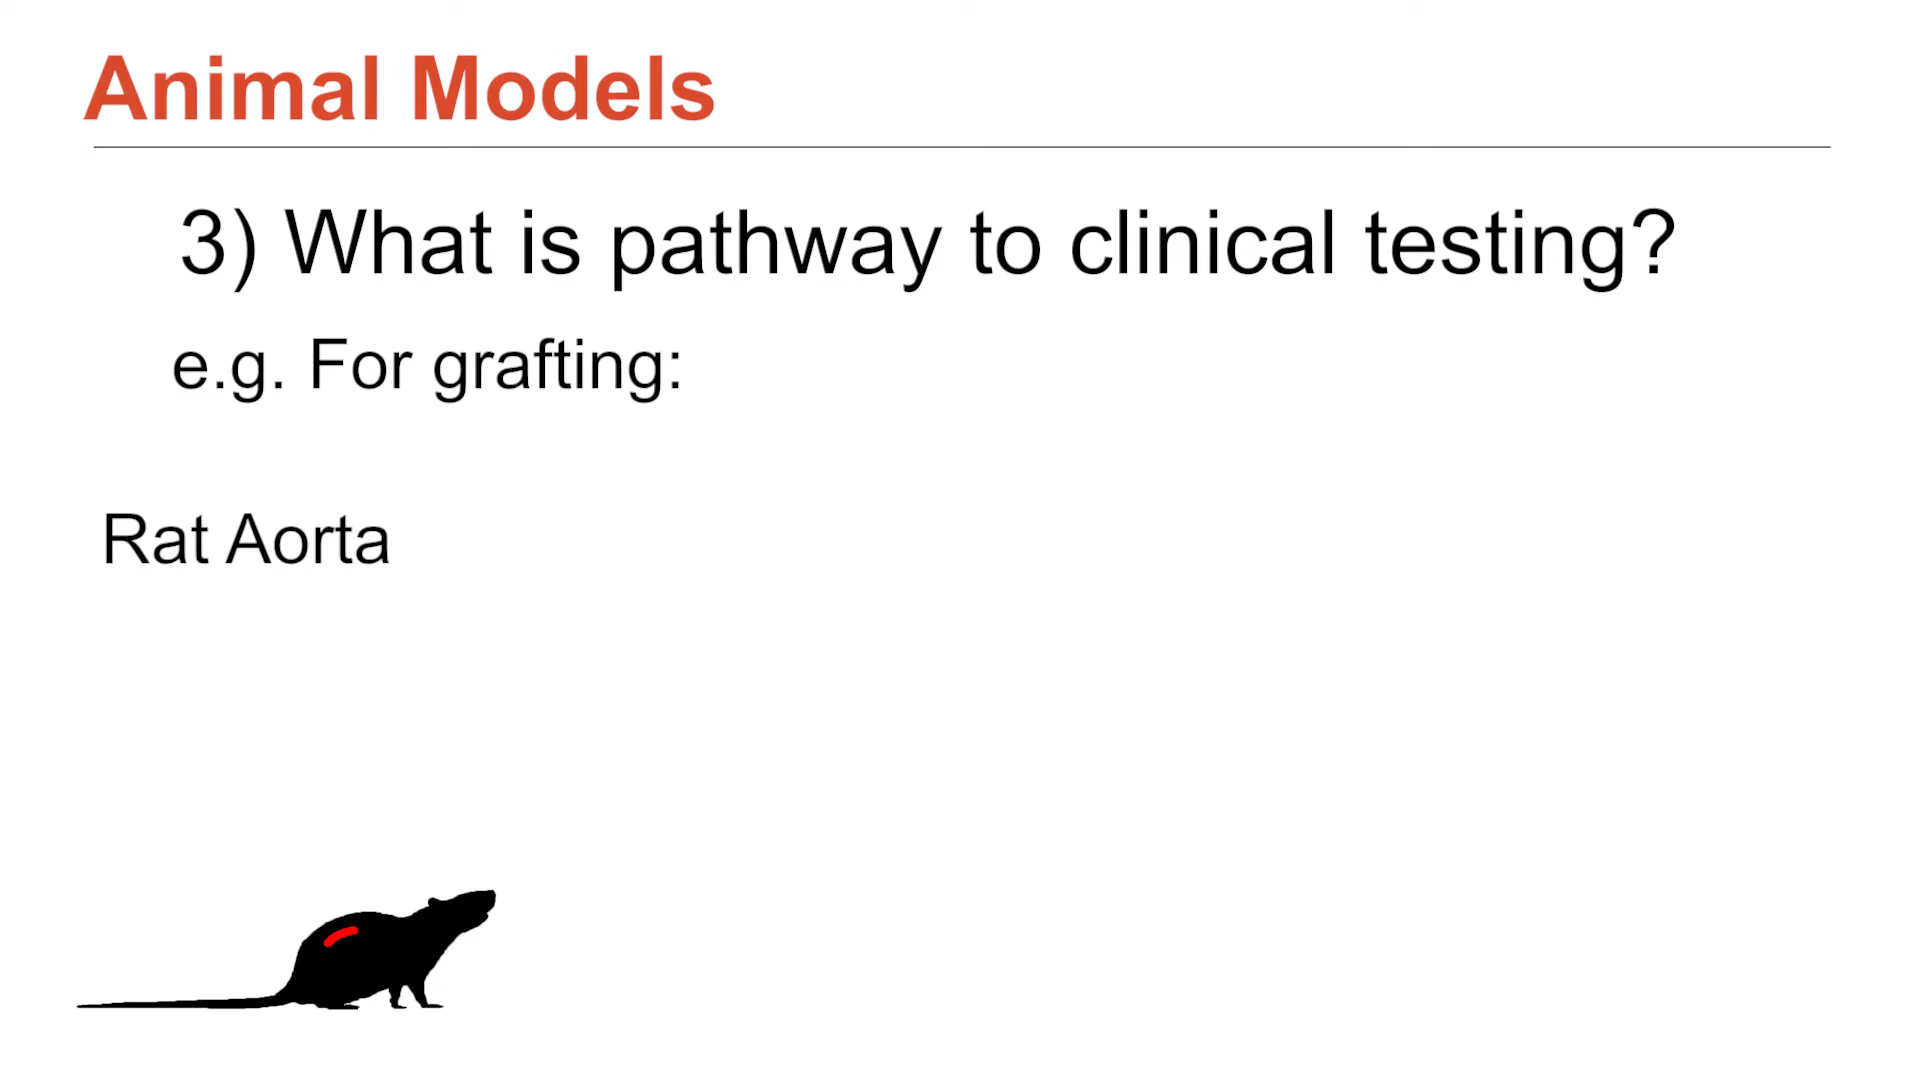 Animal Models
3) What is pathway to clinical testing?
e.g. For grafting:
Rat Aorta